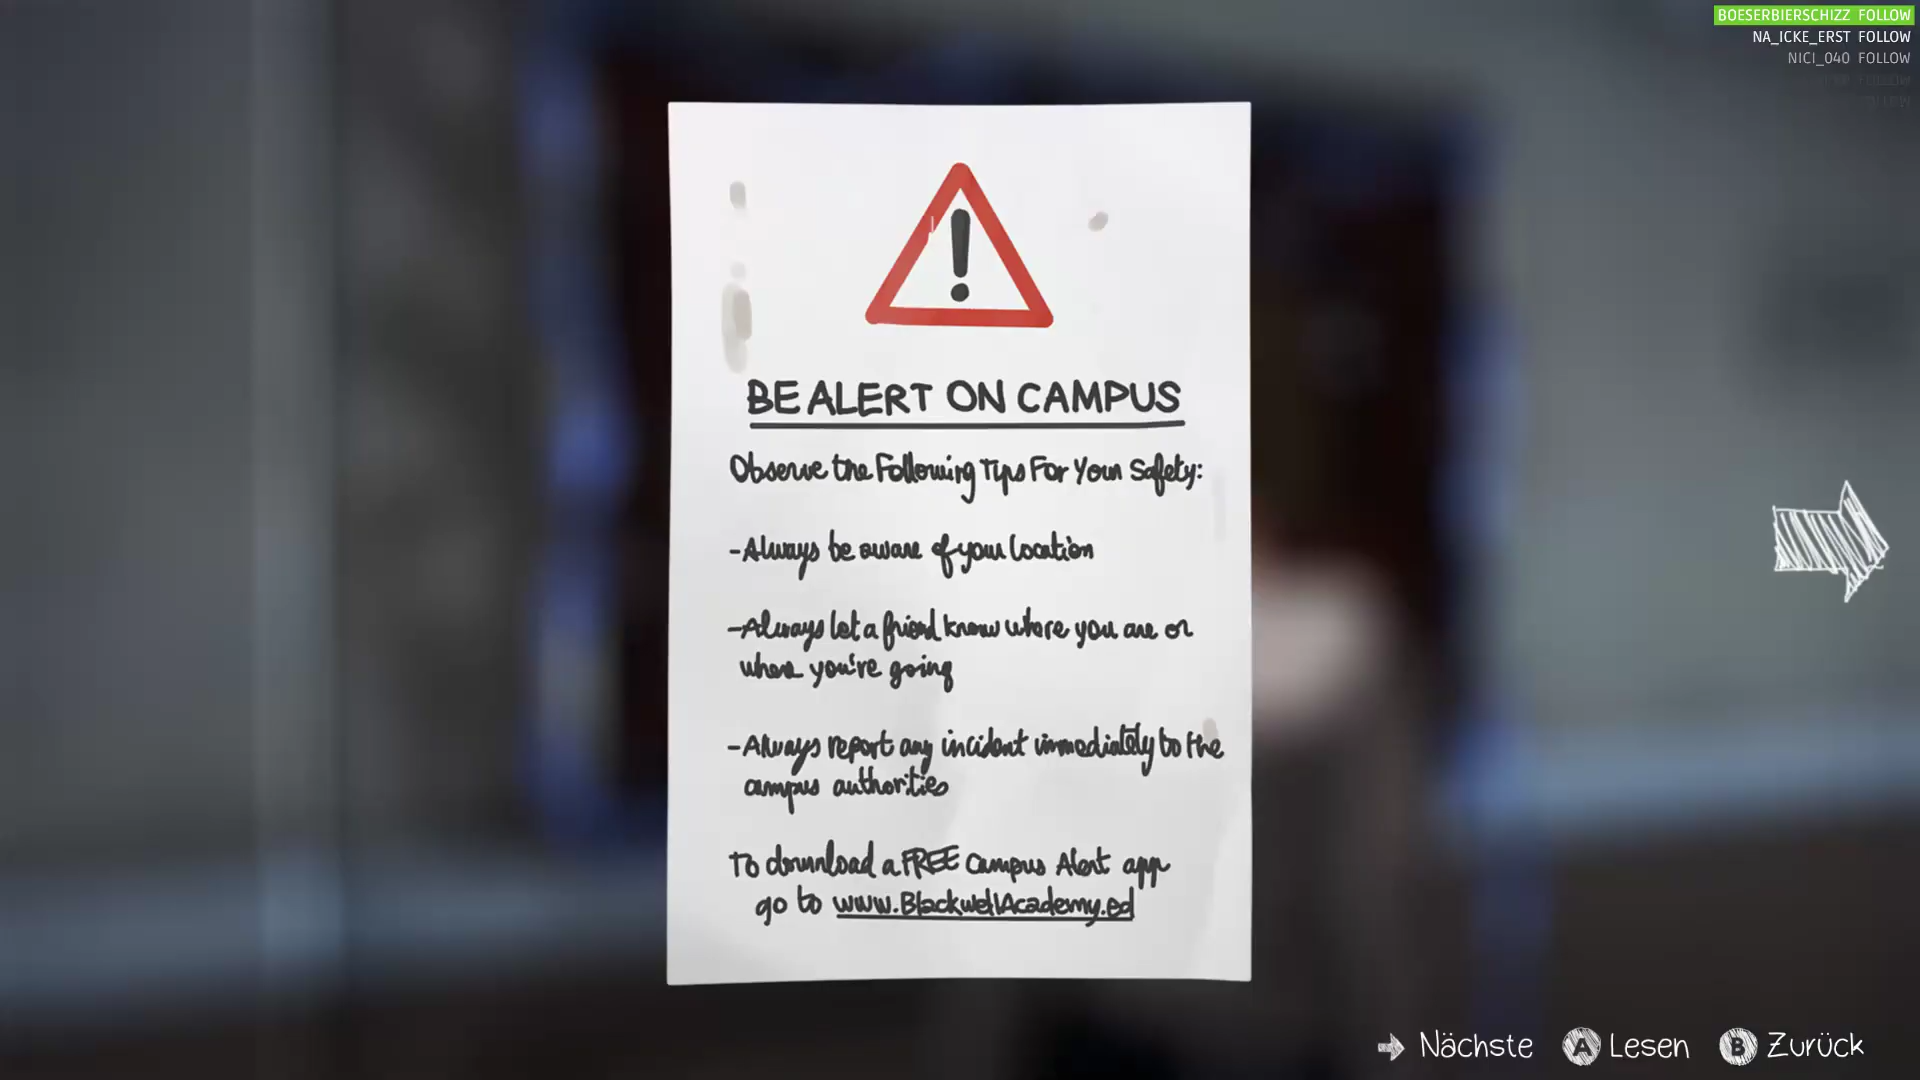 BOESERBIERSCHIZZ FOLLOW
NA_ICKE_ERST FOLLOW
NICI_040 FOLLOW
FOLLOW
FOLLOW
BE ALERT ON CAMPUS
Observe the Following Tips For Your Safety:
-Always be aware of your location
-Always let a friend know where you are or
where you're going
-Always report any incident immediately to the
campus authorities
To download a FREE Campus Alert app
go to www.BlackwellAcademy.ed
Nächste A Lesen B Zurück